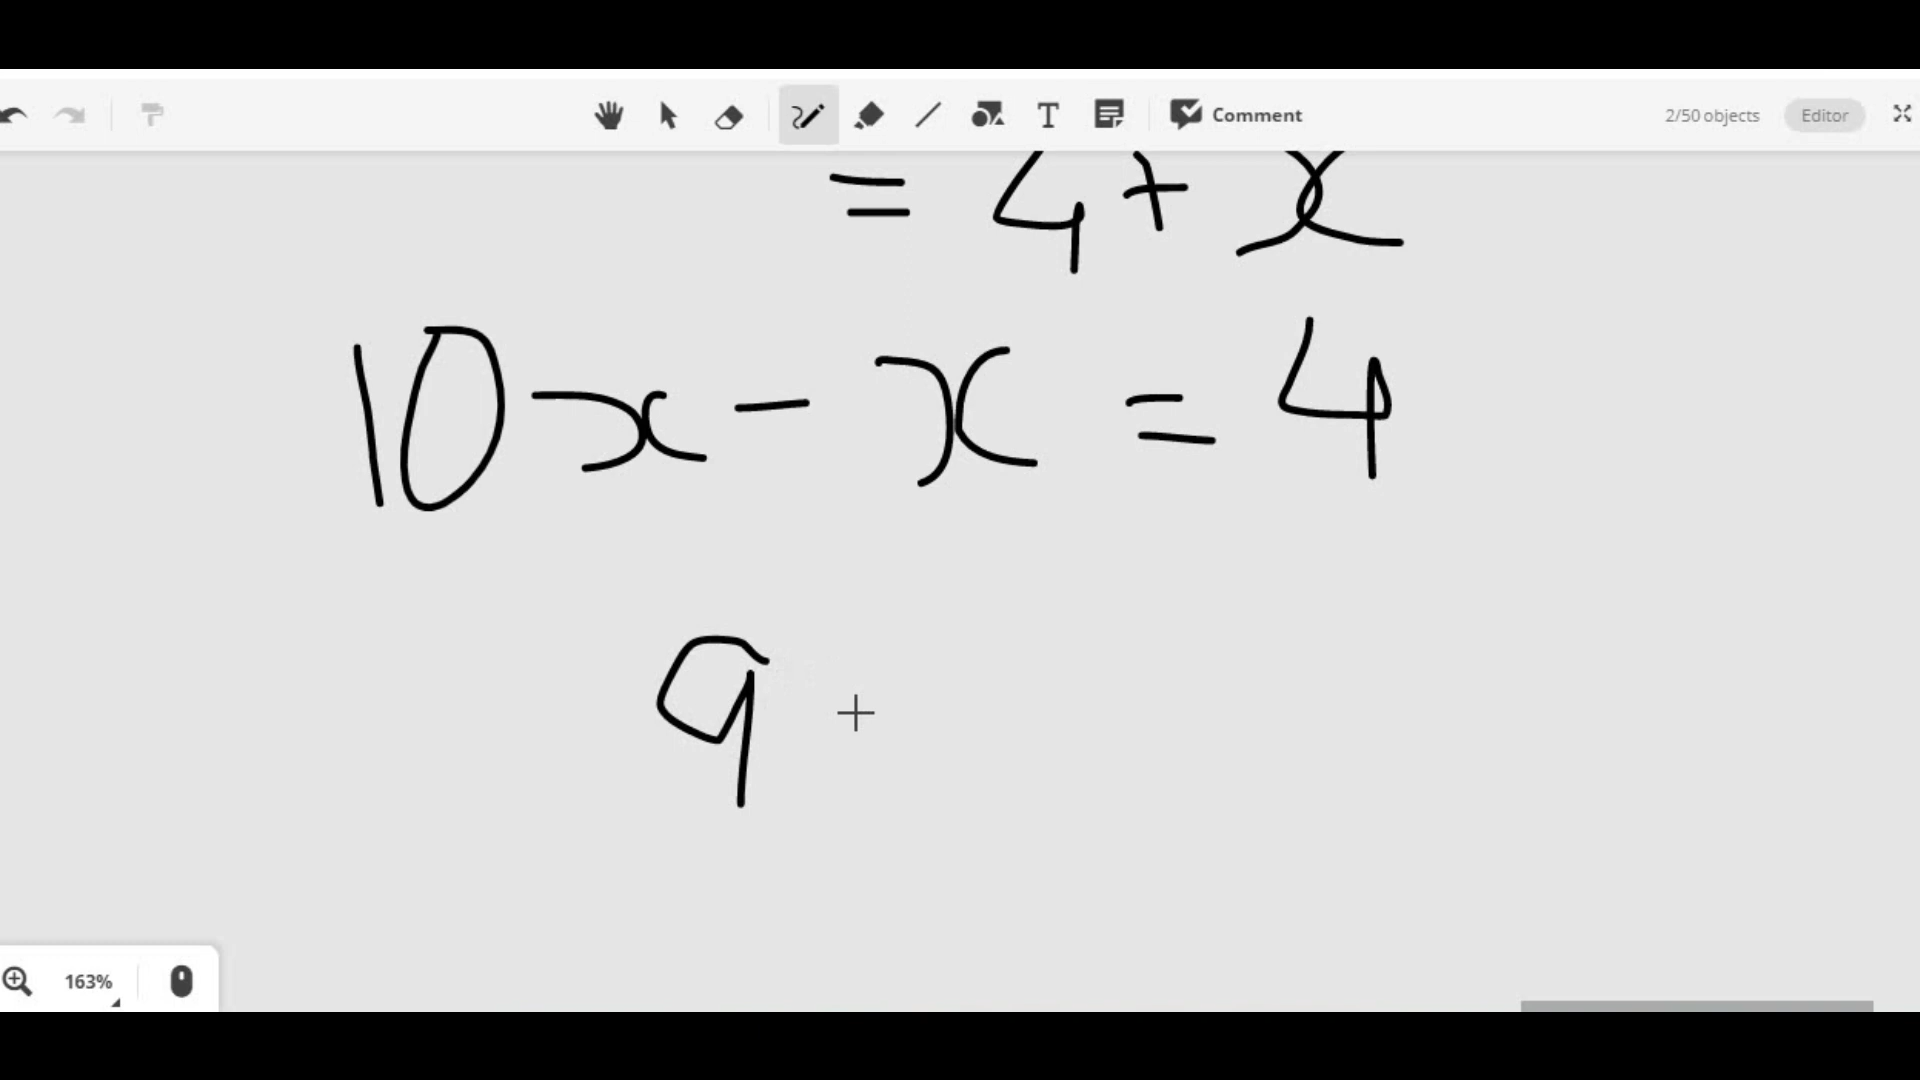 Comment 2/50 objects Editor
= 4 + x
10x - x = 4
9
163%